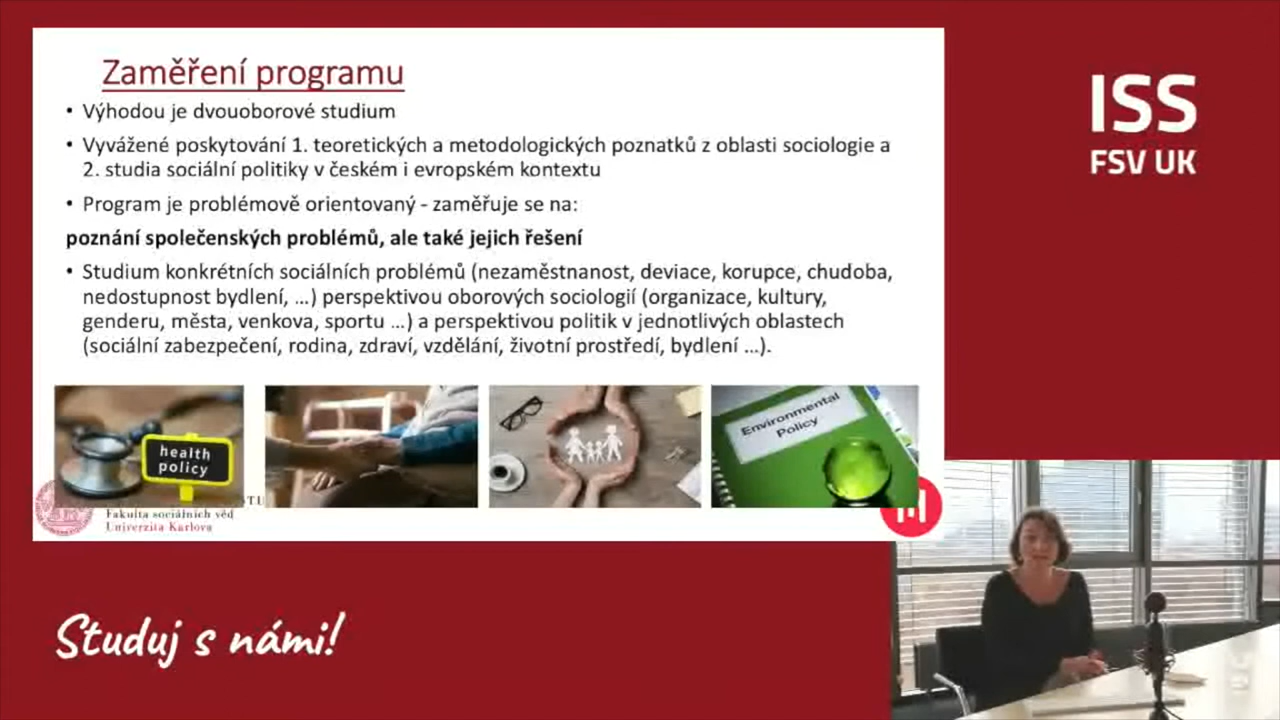 Zaměření programu
• Výhodou je dvouoborové studium
• Vyvážené poskytování 1. teoretických a metodologických poznatků z oblasti sociologie a
2. studia sociální politiky v českém i evropském kontextu
• Program je problémově orientovaný - zaměřuje se na:
poznání společenských problémů, ale také jejich řešení
• Studium konkrétních sociálních problémů (nezaměstnanost, deviace, korupce, chudoba,
nedostupnost bydlení, …) perspektivou oborových sociologií (organizace, kultury,
genderu, města, venkova, sportu …) a perspektivou politik v jednotlivých oblastech
(sociální zabezpečení, rodina, zdraví, vzdělání, životní prostředí, bydlení …).
health
policy
Environmental
Policy
Fakulta sociálních věd
Univerzita Karlova
ISS
FSV UK
Studuj s námi!